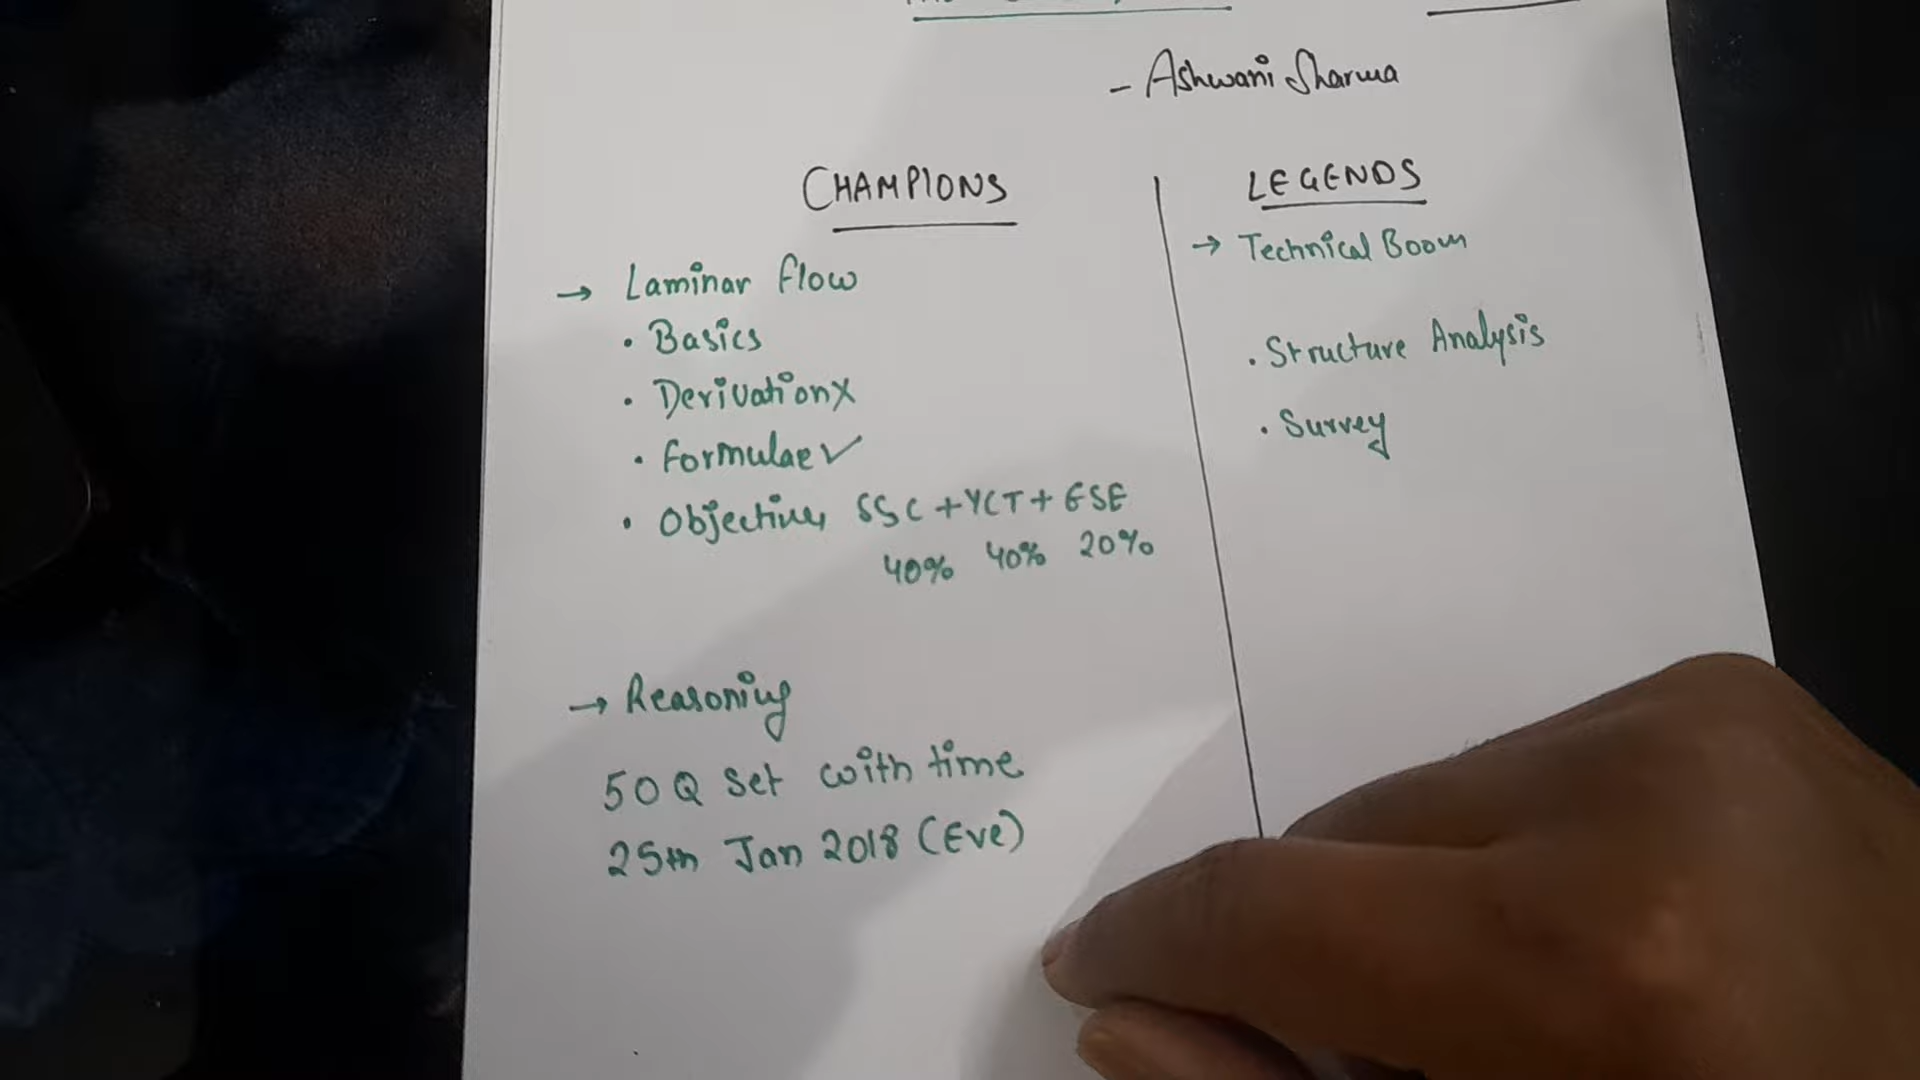 - Ashwani Sharma
CHAMPIONS
→ Laminar flow
• Basics
• Derivation X
• formulae ✓
• Objectives SSC + YCT + ESE
40% 40% 20%
→ Reasoning
50 Q Set with time
25th Jan 2018 (Eve)
LEGENDS
→ Technical Boom
• Structure Analysis
• Survey